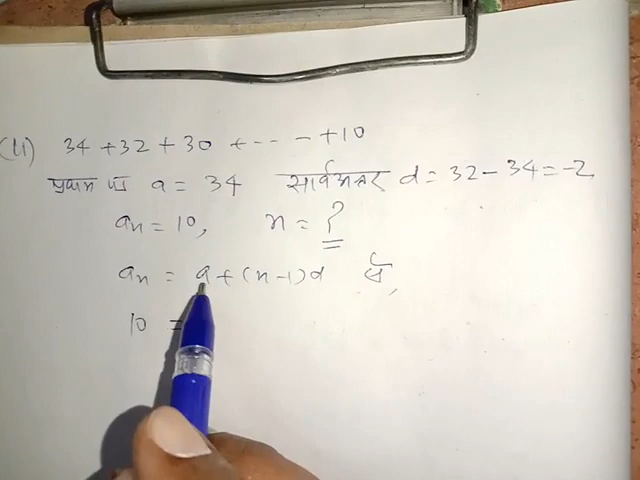 (ii) 34 + 32 + 30 + --- - + 10
प्रथम पद a = 34 सार्वअन्तर d = 32 - 34 = -2
an = 10, n = ?
an = a + (n-1)d से,
10 =